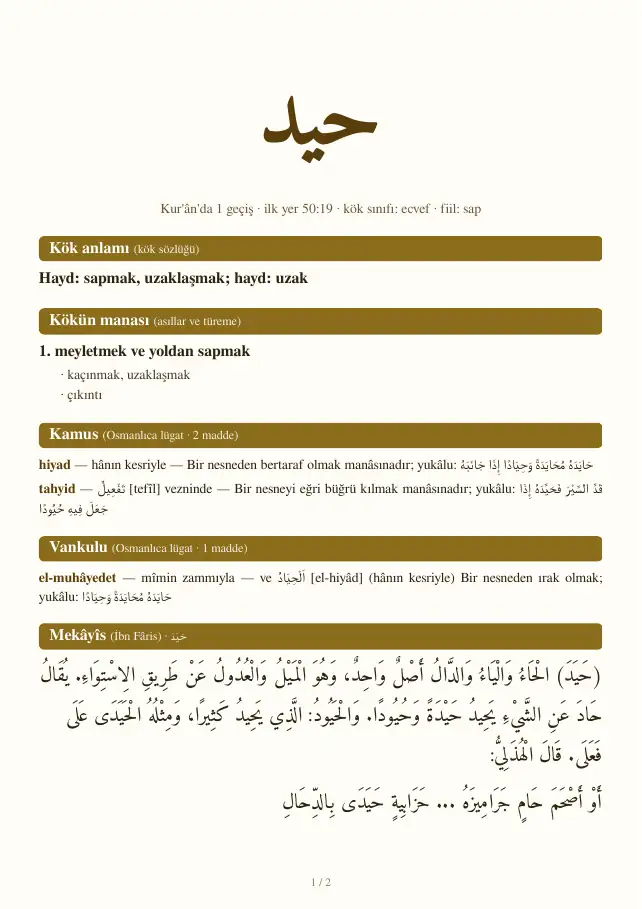 حيد
Kur'ân'da 1 geçiş · ilk yer 50:19 · kök sınıfı: ecvef · fiil: sap
Kök anlamı (kök sözlüğü)
Hayd: sapmak, uzaklaşmak; hayd: uzak
Kökün manası (asıllar ve türeme)
1. meyletmek ve yoldan sapmak
· kaçınmak, uzaklaşmak
· çıkıntı
Kamus (Osmanlıca lügat · 2 madde)
hiyad — hânın kesriyle — Bir nesneden bertaraf olmak manâsınadır; yukâlu: حَايَدَهُ مُحَايَدَةً وَحِيَادًا إِذَا جَانَبَهُ
tahyid — تَفْعِيلٌ [tefîl] vezninde — Bir nesneyi eğri büğrü kılmak manâsınadır; yukâlu: قَدَّ السَّيْرَ فَحَيَّدَهُ إِذَا
جَعَلَ فِيهِ حُيُودًا
Vankulu (Osmanlıca lügat · 1 madde)
el-muhâyedet — mîmin zammıyla — ve اَلْحِيَادُ [el-hiyâd] (hânın kesriyle) Bir nesneden ırak olmak;
yukâlu: حَايَدَهُ مُحَايَدَةً وَحِيَادًا
Mekâyîs (İbn Fâris) · حَيَدَ
(حَيَدَ) الْحَاءُ وَالْيَاءُ وَالدَّالُ أَصْلٌ وَاحِدٌ، وَهُوَ الْمَيْلُ وَالْعُدُولُ عَنْ طَرِيقِ الِاسْتِوَاءِ. يُقَالُ
حَادَ عَنِ الشَّيْءِ يَحِيدُ حَيْدَةً وَحُيُودًا. وَالْحَيُودُ: الَّذِي يَحِيدُ كَثِيرًا، وَمِثْلُهُ الْحَيَدَى عَلَى
فَعَلَى. قَالَ الْهُذَلِيُّ:
أَوْ أَصْحَمَ حَامٍ جَرَامِيزَهُ ... حَزَابِيةٍ حَيَدَى بِالدِّحَالِ
1 / 2